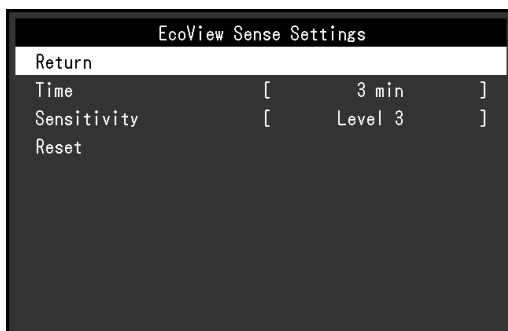 EcoView Sense Settings
Return
Time [ 3 min ]
Sensitivity [ Level 3 ]
Reset